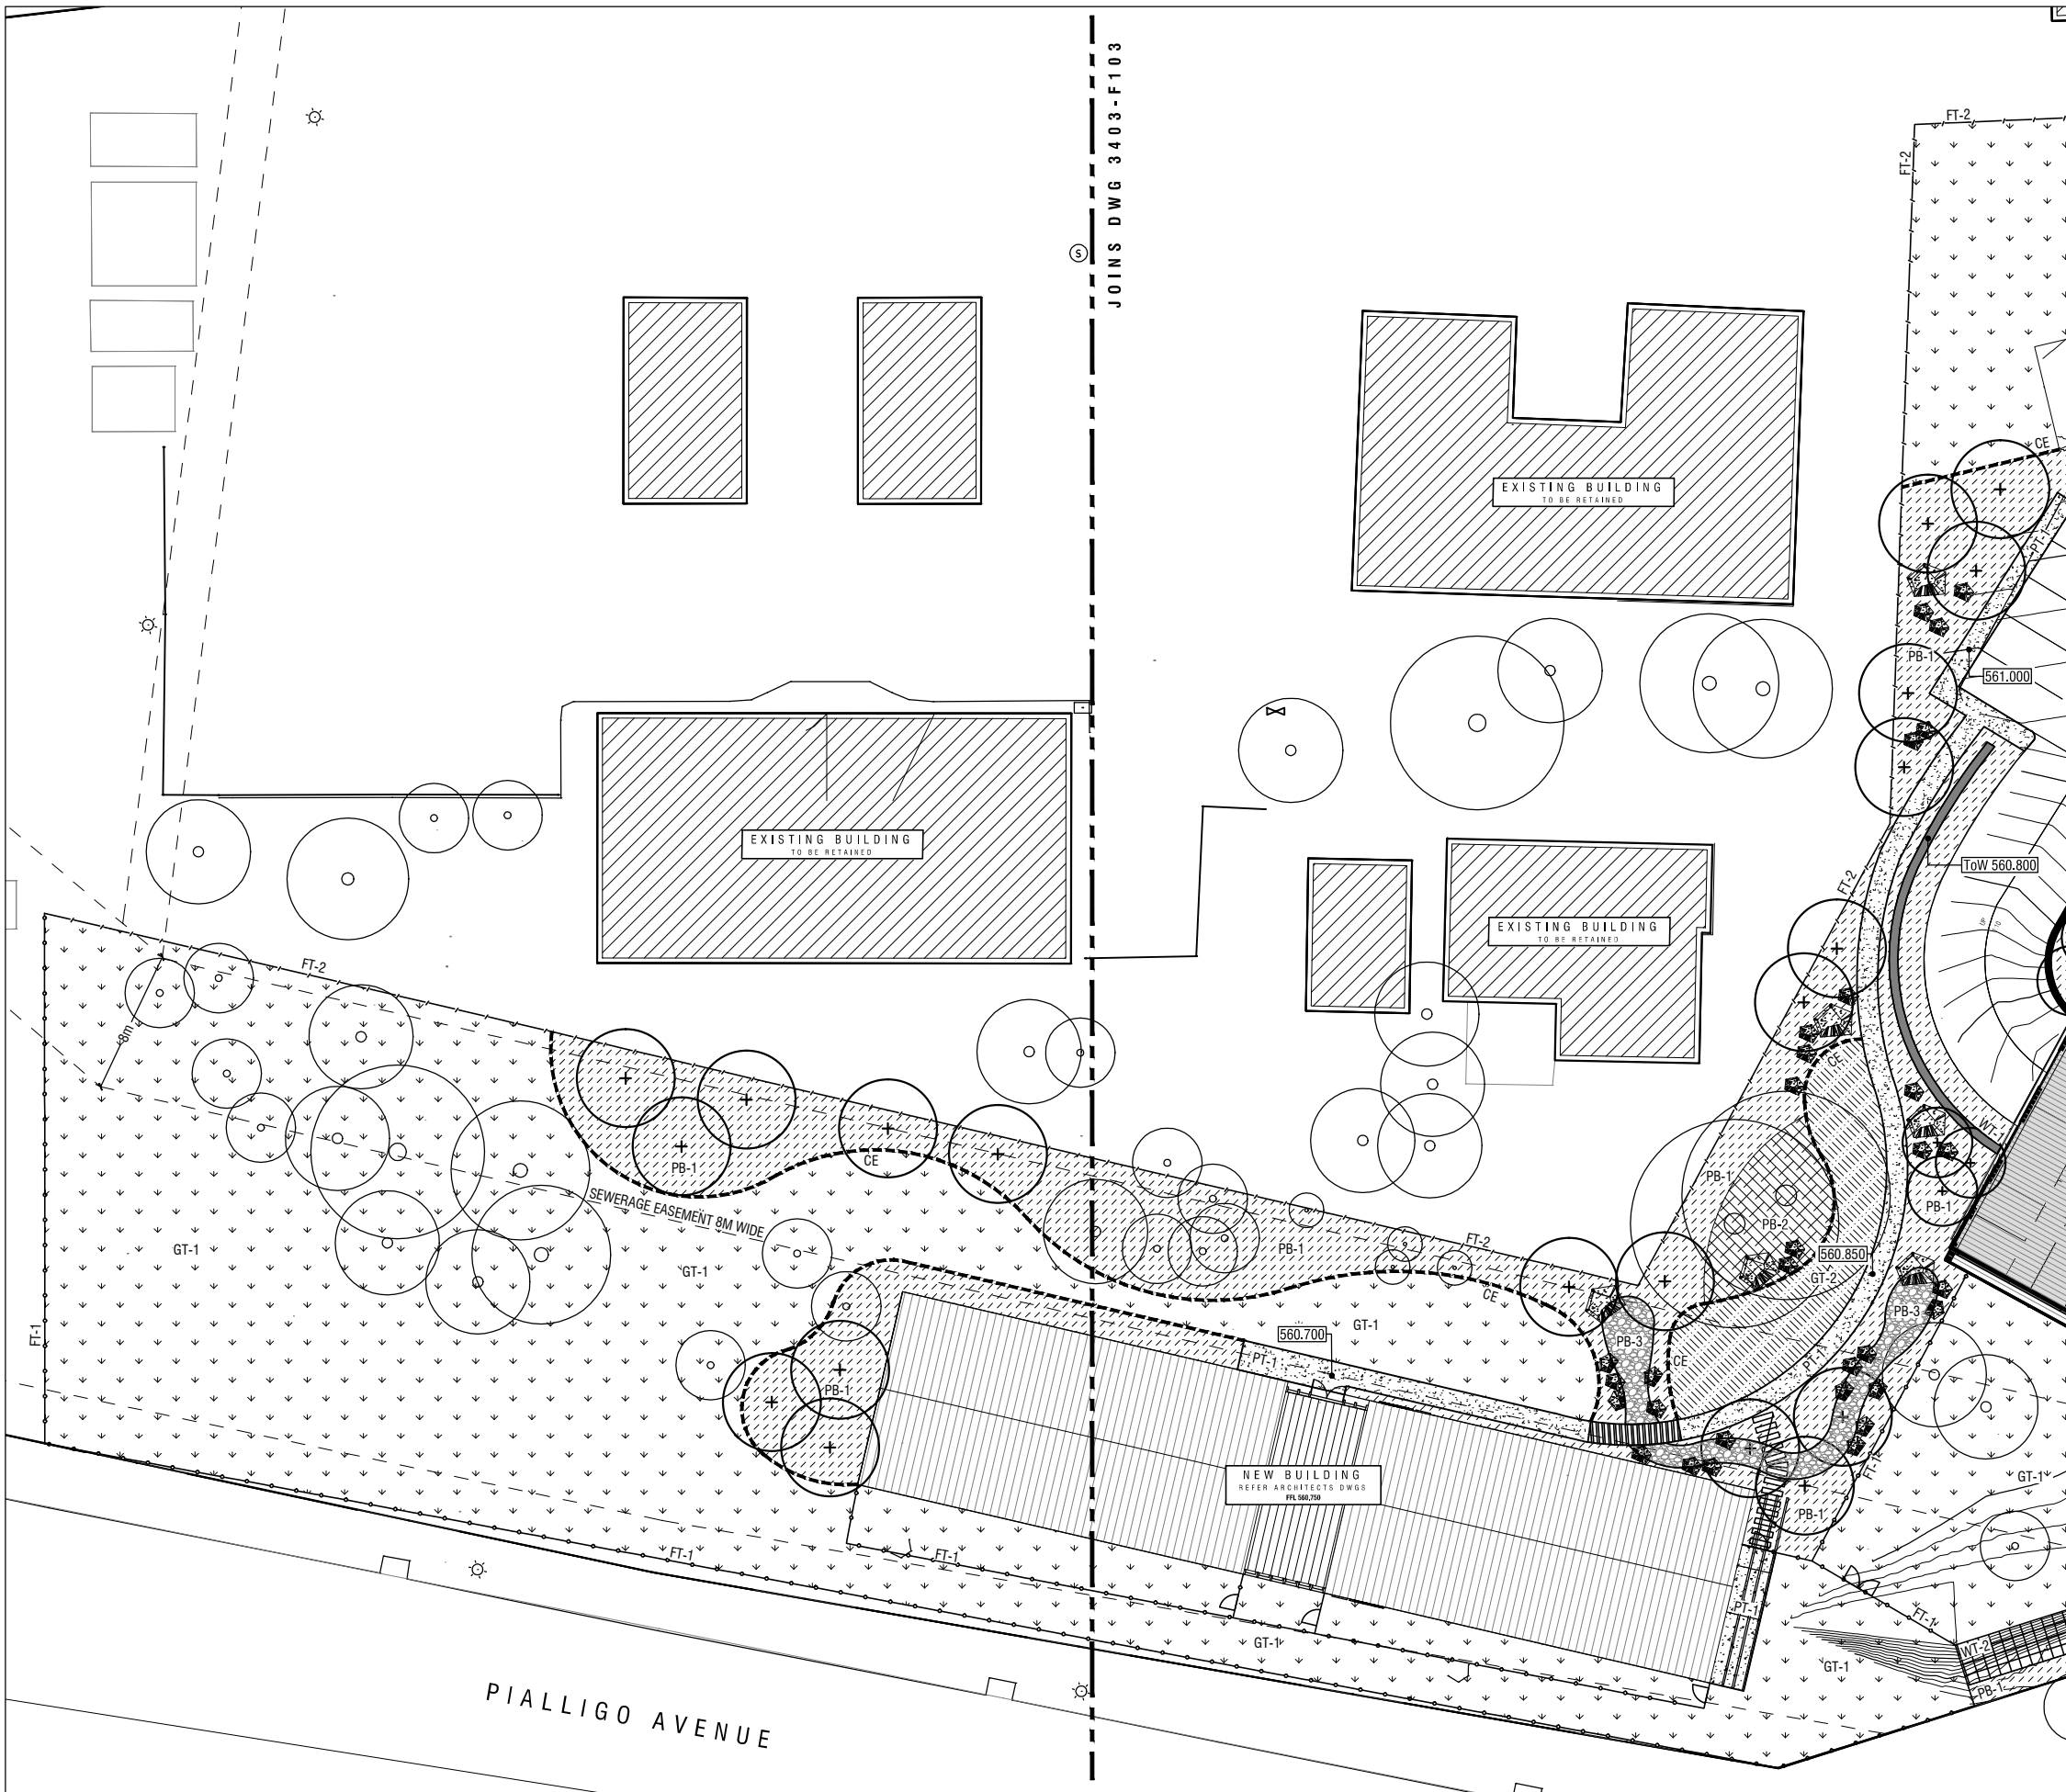 JOINS DWG 3403-F103
FT-2
FT-2
S
CE
EXISTING BUILDING
TO BE RETAINED
PT-1
PB-1
561.000
EXISTING BUILDING
TO BE RETAINED
ToW 560.800
FT-2
EXISTING BUILDING
TO BE RETAINED
UP
FT-2
8m
CE
WT-1
PB-1
CE
PB-1
PB-1
SEWERAGE EASEMENT 8M WIDE
PB-2
GT-1
PB-1
FT-2
560.850
GT-1
GT-2
CE
PB-3
FT-1
560.700
GT-1
PB-3
PT-1
CE
PT-1
PB-1
NEW BUILDING
REFER ARCHITECTS DWGS
FFL 560,750
FT-1
GT-1
PB-1
FT-1
FT-1
PT-1
FT-1
GT-1
WT-2
GT-1
PB-1
PIALLIGO AVENUE